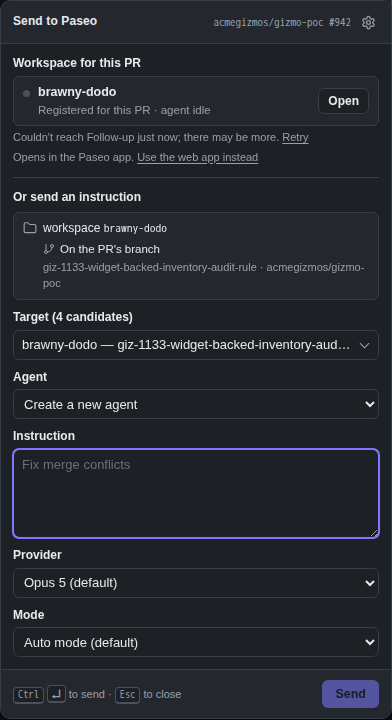 Send to Paseo
acmegizmos/gizmo-poc #942
Workspace for this PR
brawny-dodo
Registered for this PR · agent idle
Open
Couldn't reach Follow-up just now; there may be more. Retry
Opens in the Paseo app. Use the web app instead
Or send an instruction
workspace brawny-dodo
On the PR's branch
giz-1133-widget-backed-inventory-audit-rule · acmegizmos/gizmo-
poc
Target (4 candidates)
brawny-dodo — giz-1133-widget-backed-inventory-aud…
Agent
Create a new agent
Instruction
Fix merge conflicts
Provider
Opus 5 (default)
Mode
Auto mode (default)
Ctrl ↵ to send · Esc to close
Send